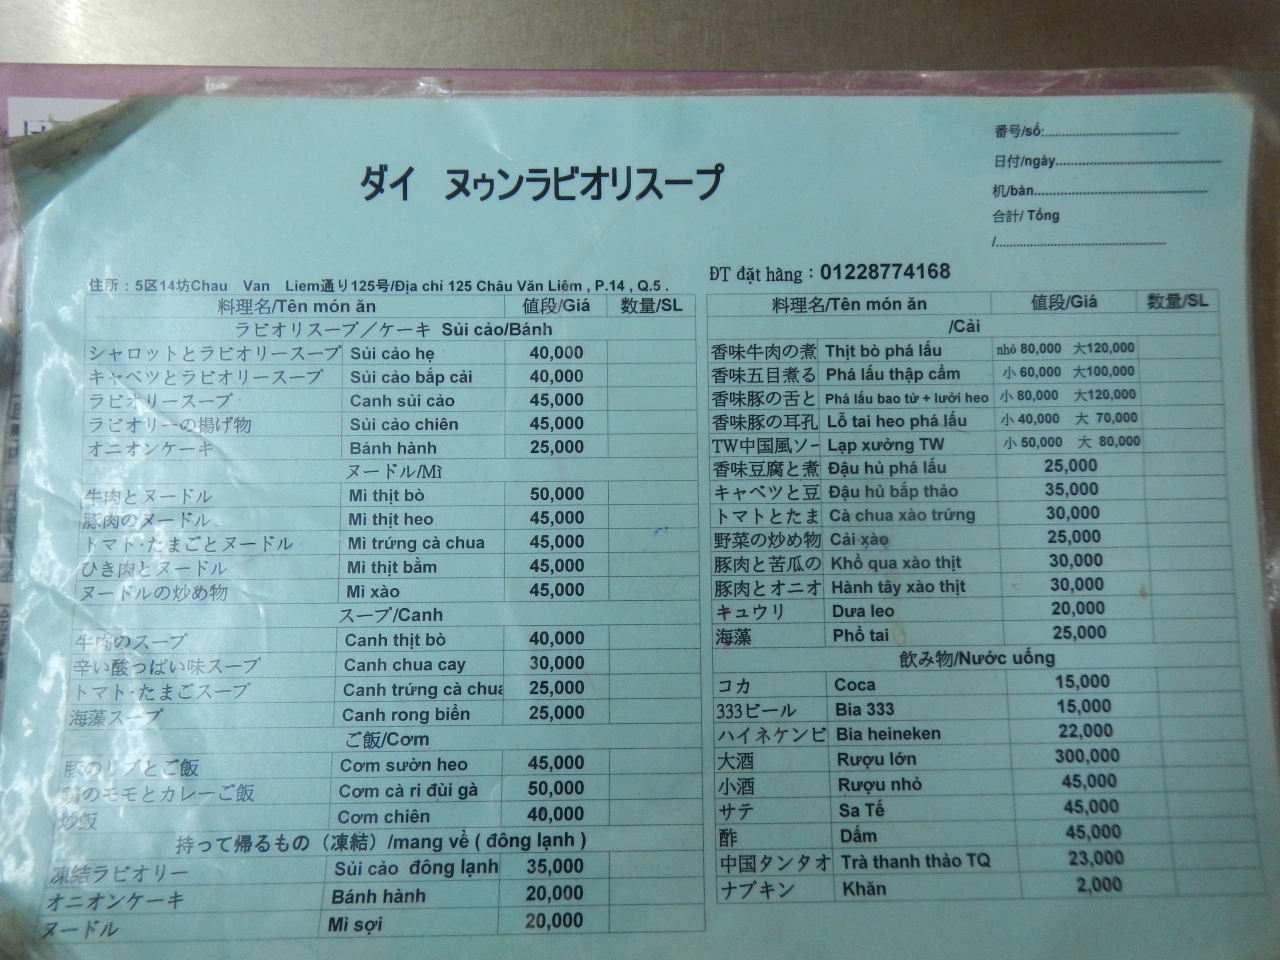 番号/số:
日付/ngày
机/bàn
合計/ Tổng
/
ダイ ヌゥンラビオリスープ
住所：5区14坊Chau Van Liem通り125号/Địa chỉ 125 Châu Văn Liêm , P.14 , Q.5 .
ĐT đặt hàng : 01228774168
料理名/Tên món ăn 値段/Giá 数量/SL
ラビオリスープ／ケーキ Sủi cảo/Bánh
シャロットとラビオリースープ Sủi cảo hẹ 40,000
キャベツとラビオリースープ Sủi cảo bắp cải 40,000
ラビオリースープ Canh sủi cảo 45,000
ラビオリーの揚げ物 Sủi cảo chiên 45,000
オニオンケーキ Bánh hành 25,000
ヌードル/Mì
牛肉とヌードル Mì thịt bò 50,000
豚肉のヌードル Mì thịt heo 45,000
トマト･たまごとヌードル Mì trứng cà chua 45,000
ひき肉とヌードル Mì thịt bằm 45,000
ヌードルの炒め物 Mì xào 45,000
スープ/Canh
牛肉のスープ Canh thịt bò 40,000
辛い酸っぱい味スープ Canh chua cay 30,000
トマト･たまごスープ Canh trứng cà chua 25,000
海藻スープ Canh rong biển 25,000
ご飯/Cơm
豚のリブとご飯 Cơm sườn heo 45,000
鶏のモモとカレーご飯 Cơm cà ri đùi gà 50,000
炒飯 Cơm chiên 40,000
持って帰るもの（凍結）/mang về ( đông lạnh )
凍結ラビオリー Sủi cảo đông lạnh 35,000
オニオンケーキ Bánh hành 20,000
ヌードル Mì sợi 20,000
料理名/Tên món ăn 値段/Giá 数量/SL
/Cải
香味牛肉の煮 Thịt bò phá lấu nhỏ 80,000 大120,000
香味五目煮る Phá lấu thập cẩm 小 60,000 大100,000
香味豚の舌と Phá lấu bao tử + lưỡi heo 小 80,000 大120,000
香味豚の耳孔 Lỗ tai heo phá lấu 小 40,000 大 70,000
TW中国風ソー Lạp xưởng TW 小 50,000 大 80,000
香味豆腐と煮 Đậu hủ phá lấu 25,000
キャベツと豆 Đậu hủ bắp thảo 35,000
トマトとたま Cà chua xào trứng 30,000
野菜の炒め物 Cải xào 25,000
豚肉と苦瓜の Khổ qua xào thịt 30,000
豚肉とオニオ Hành tây xào thịt 30,000
キュウリ Dưa leo 20,000
海藻 Phổ tai 25,000
飲み物/Nước uống
コカ Coca 15,000
333ビール Bia 333 15,000
ハイネケンビ Bia heineken 22,000
大酒 Rượu lớn 300,000
小酒 Rượu nhỏ 45,000
サテ Sa Tế 45,000
酢 Dấm 45,000
中国タンタオ Trà thanh thảo TQ 23,000
ナプキン Khăn 2,000